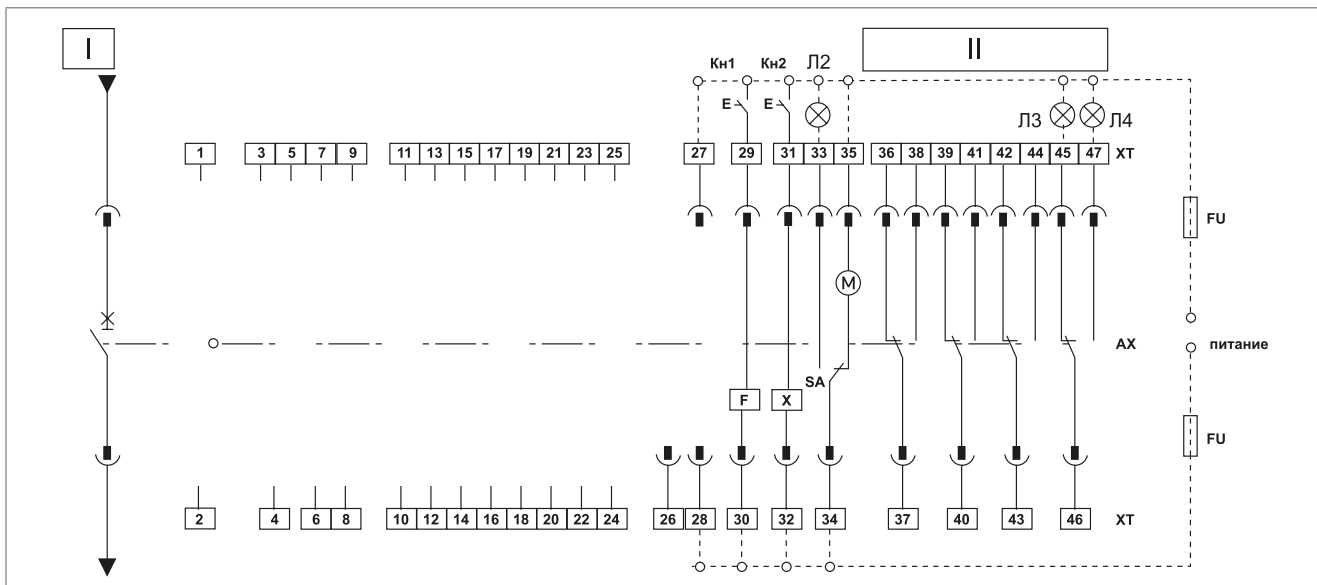 I
II
Кн1 Кн2 Л2
E E Л3 Л4
1 3 5 7 9 11 13 15 17 19 21 23 25 27 29 31 33 35 36 38 39 41 42 44 45 47 XT
FU
M
AX питание
SA
F X
FU
2 4 6 8 10 12 14 16 18 20 22 24 26 28 30 32 34 37 40 43 46 XT